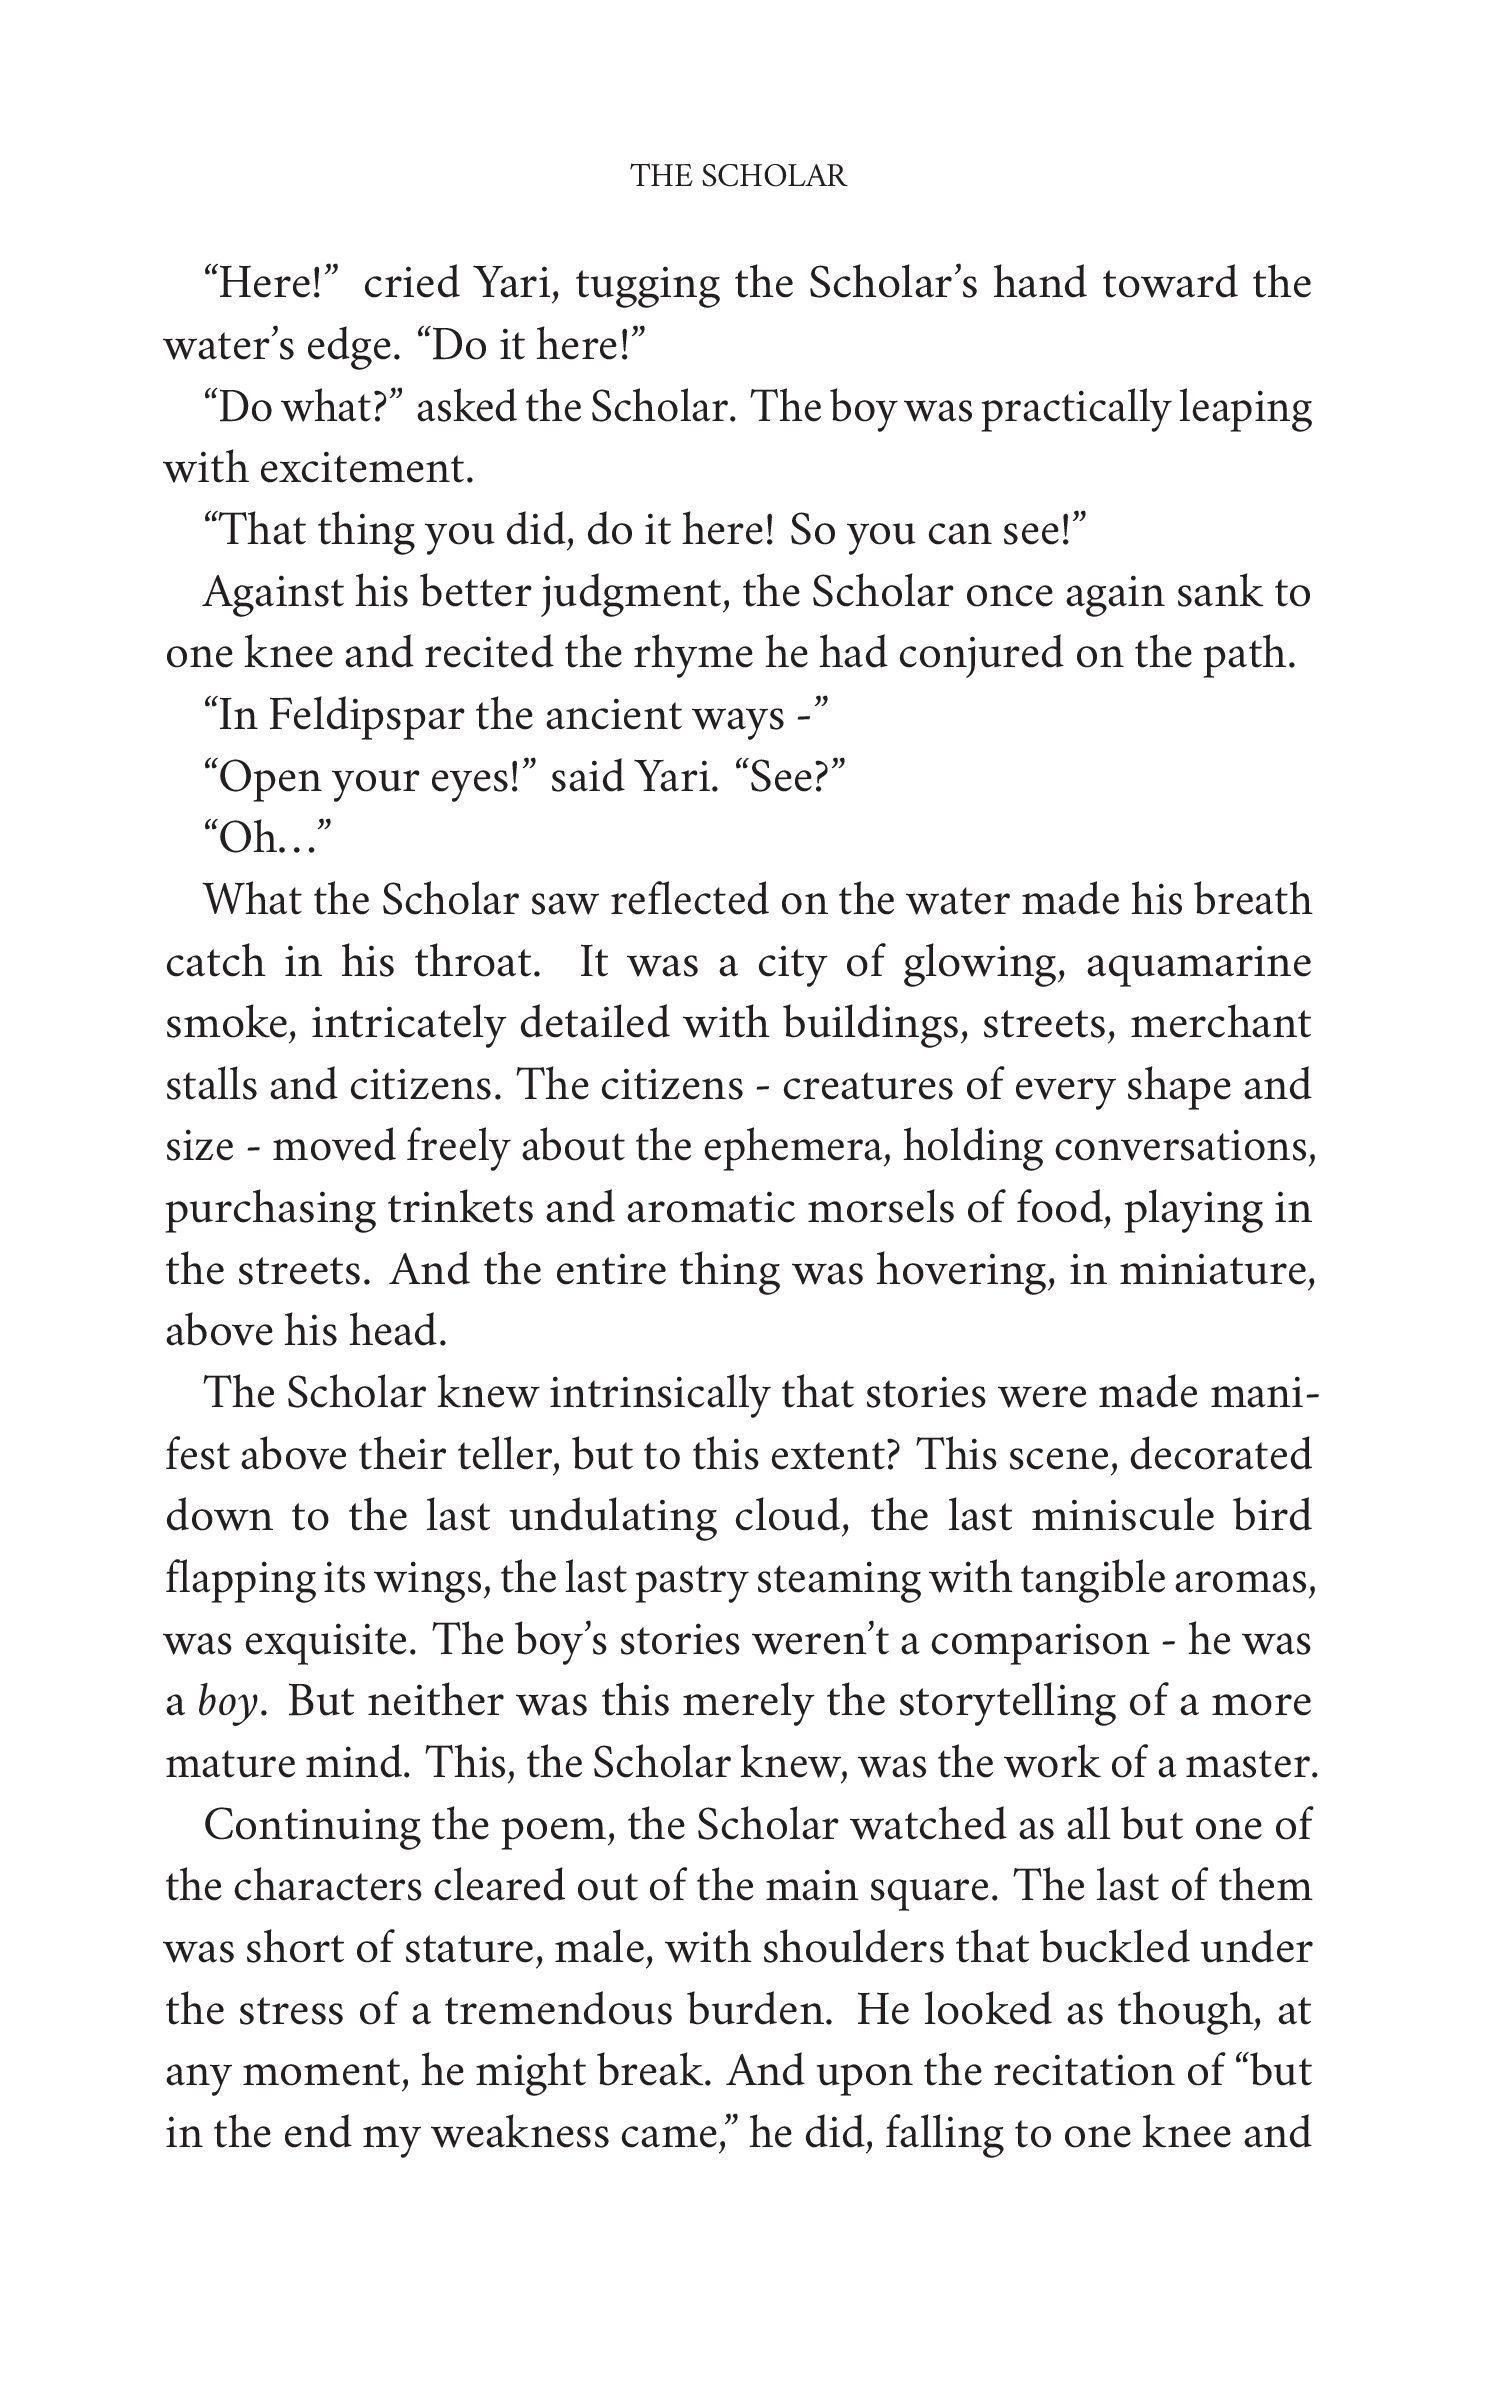 THE SCHOLAR
“Here!” cried Yari, tugging the Scholar’s hand toward the
water’s edge. “Do it here!”
“Do what?” asked the Scholar. The boy was practically leaping
with excitement.
“That thing you did, do it here! So you can see!”
Against his better judgment, the Scholar once again sank to
one knee and recited the rhyme he had conjured on the path.
“In Feldipspar the ancient ways -”
“Open your eyes!” said Yari. “See?”
“Oh…”
What the Scholar saw reflected on the water made his breath
catch in his throat. It was a city of glowing, aquamarine
smoke, intricately detailed with buildings, streets, merchant
stalls and citizens. The citizens - creatures of every shape and
size - moved freely about the ephemera, holding conversations,
purchasing trinkets and aromatic morsels of food, playing in
the streets. And the entire thing was hovering, in miniature,
above his head.
The Scholar knew intrinsically that stories were made mani-
fest above their teller, but to this extent? This scene, decorated
down to the last undulating cloud, the last miniscule bird
flapping its wings, the last pastry steaming with tangible aromas,
was exquisite. The boy’s stories weren’t a comparison - he was
a boy. But neither was this merely the storytelling of a more
mature mind. This, the Scholar knew, was the work of a master.
Continuing the poem, the Scholar watched as all but one of
the characters cleared out of the main square. The last of them
was short of stature, male, with shoulders that buckled under
the stress of a tremendous burden. He looked as though, at
any moment, he might break. And upon the recitation of “but
in the end my weakness came,” he did, falling to one knee and